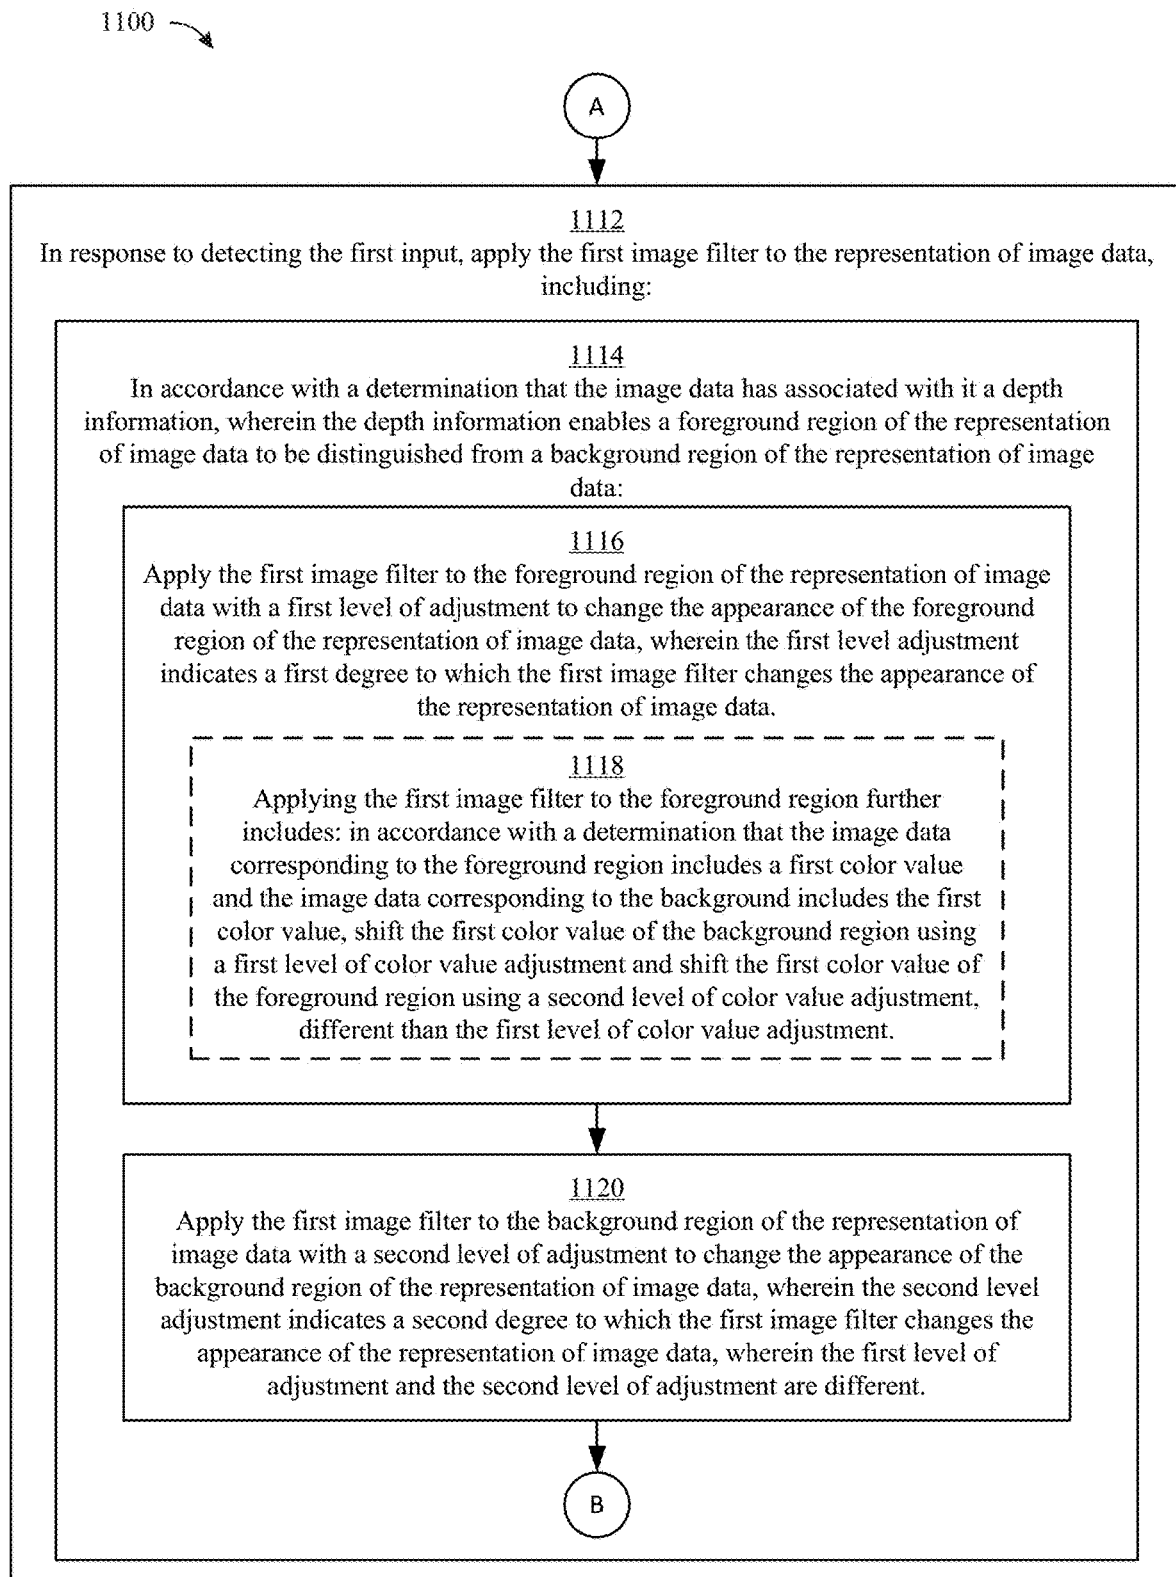 1100
A
1112
In response to detecting the first input, apply the first image filter to the representation of image data,
including:
1114
In accordance with a determination that the image data has associated with it a depth
information, wherein the depth information enables a foreground region of the representation
of image data to be distinguished from a background region of the representation of image
data:
1116
Apply the first image filter to the foreground region of the representation of image
data with a first level of adjustment to change the appearance of the foreground
region of the representation of image data, wherein the first level adjustment
indicates a first degree to which the first image filter changes the appearance of
the representation of image data.
1118
Applying the first image filter to the foreground region further
includes: in accordance with a determination that the image data
corresponding to the foreground region includes a first color value
and the image data corresponding to the background includes the first
color value, shift the first color value of the background region using
a first level of color value adjustment and shift the first color value of
the foreground region using a second level of color value adjustment,
different than the first level of color value adjustment.
1120
Apply the first image filter to the background region of the representation of
image data with a second level of adjustment to change the appearance of the
background region of the representation of image data, wherein the second level
adjustment indicates a second degree to which the first image filter changes the
appearance of the representation of image data, wherein the first level of
adjustment and the second level of adjustment are different.
B